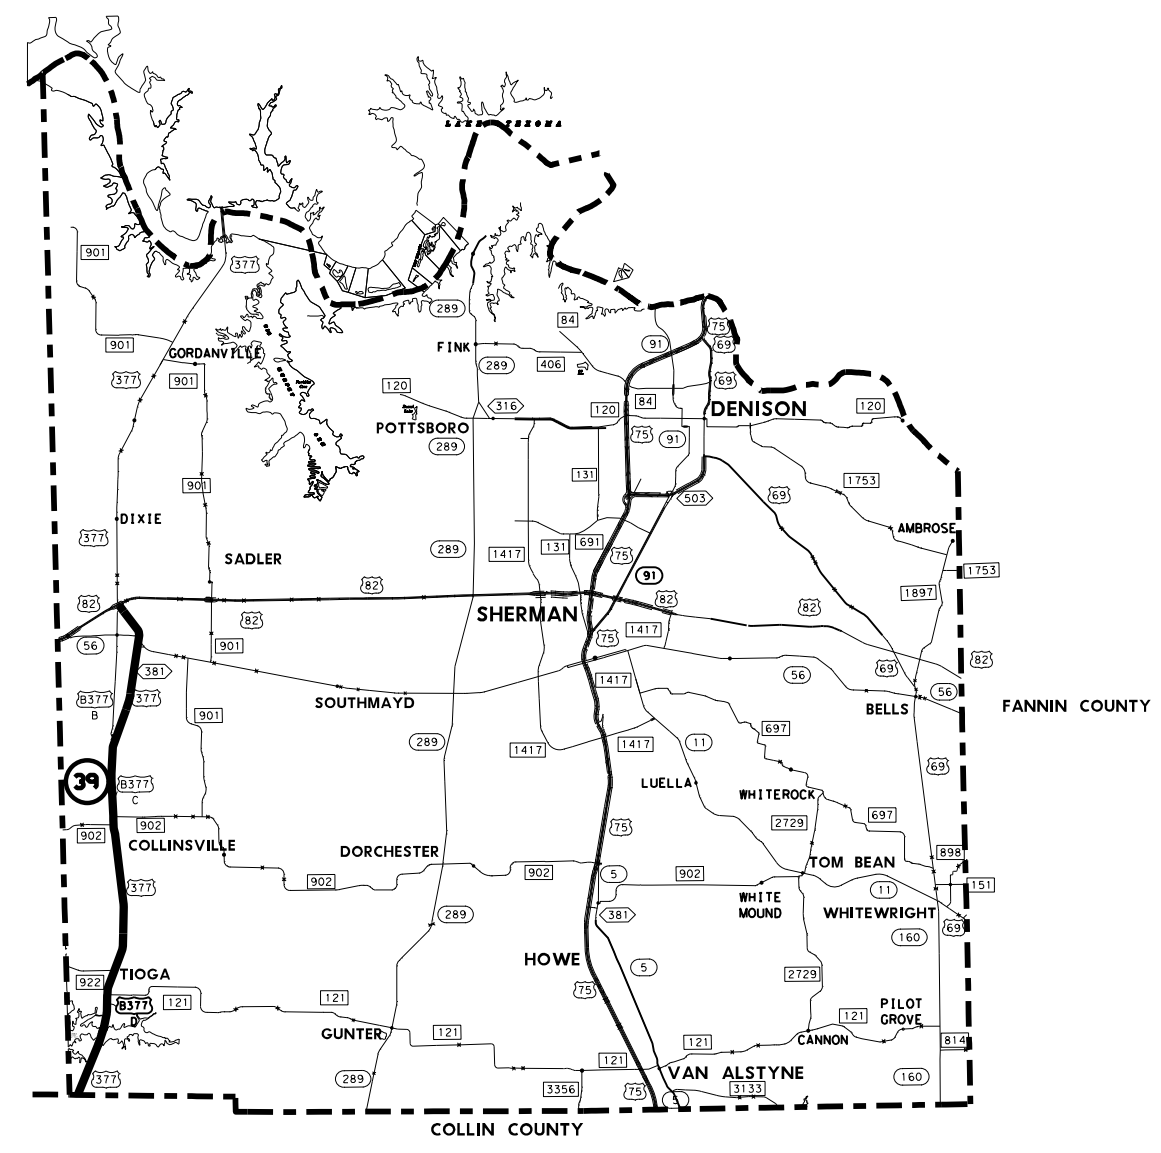 LAKE TEXOMA
901
377
289
84
75
901
FINK
91
69
GORDANVILLE
289
406
377
901
69
120
316
84
120
DENISON
120
POTTSBORO
75
91
289
131
1753
901
69
503
DIXIE
AMBROSE
377
SADLER
289
1417
131
691
75
1753
82
91
1897
82
82
SHERMAN
82
82
56
901
75
1417
82
381
69
56
1417
56
B377
B
377
SOUTHMAYD
BELLS
FANNIN COUNTY
901
697
289
1417
1417
11
69
39
B377
C
LUELLA
WHITEROCK
902
902
2729
697
75
COLLINSVILLE
DORCHESTER
898
TOM BEAN
902
902
5
902
11
151
WHITE
MOUND
WHITEWRIGHT
377
289
381
69
160
HOWE
5
TIOGA
922
2729
B377
D
121
121
75
PILOT
GROVE
121
GUNTER
121
121
CANNON
814
121
377
289
VAN ALSTYNE
160
3356
75
3133
5
COLLIN COUNTY